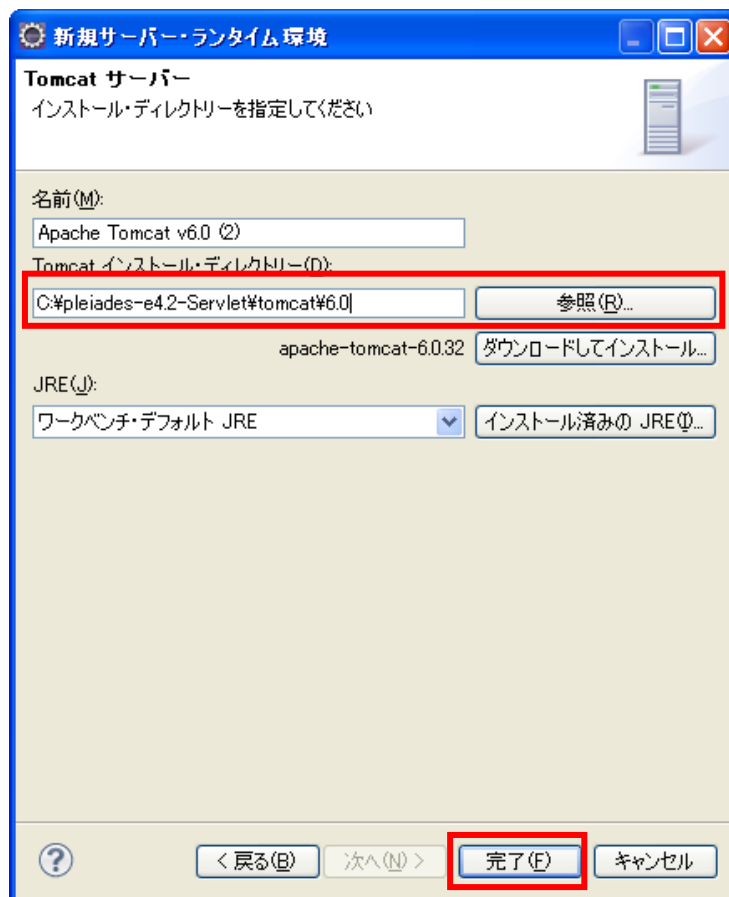 新規サーバー・ランタイム環境
Tomcat サーバー
インストール・ディレクトリーを指定してください
名前(M):
Apache Tomcat v6.0 (2)
Tomcat インストール・ディレクトリー(D):
C:¥pleiades-e4.2-Servlet¥tomcat¥6.0
参照(R)...
apache-tomcat-6.0.32 ダウンロードしてインストール...
JRE(J):
ワークベンチ・デフォルト JRE
インストール済みの JRE(I)...
< 戻る(B) 次へ(N) > 完了(F) キャンセル